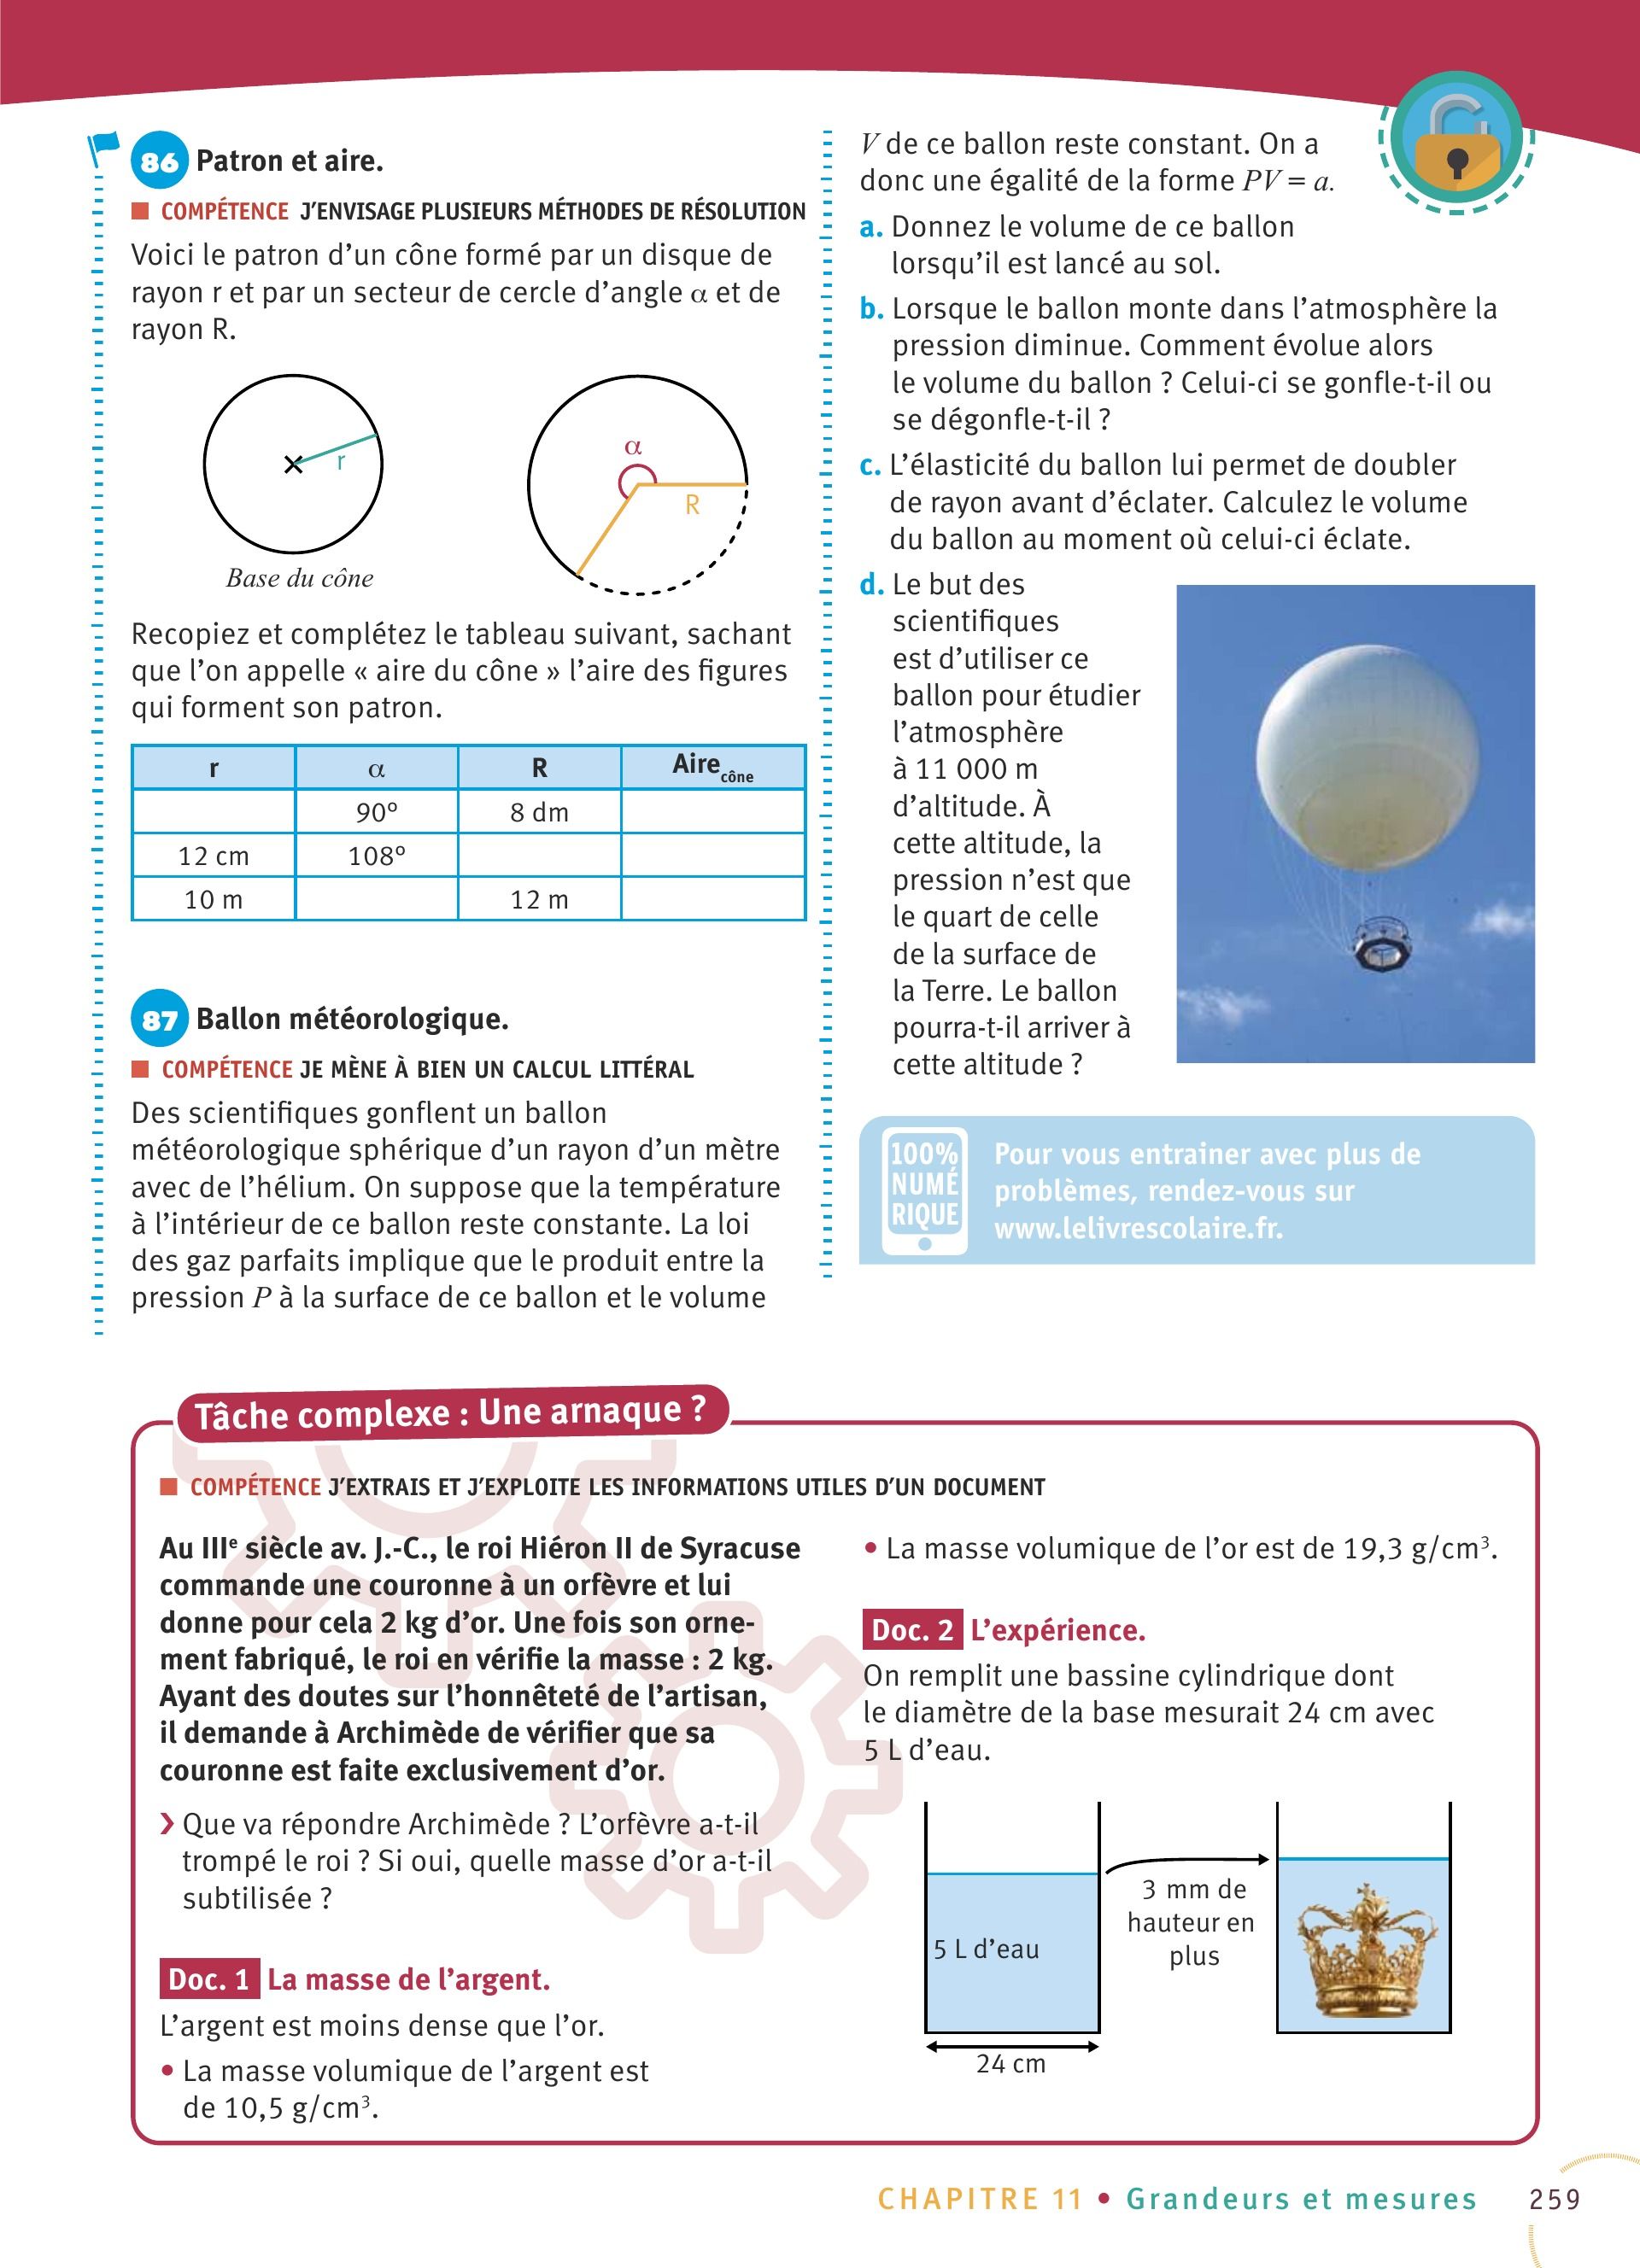 86 Patron et aire.
COMPÉTENCE J’ENVISAGE PLUSIEURS MÉTHODES DE RÉSOLUTION
Voici le patron d’un cône formé par un disque de
rayon r et par un secteur de cercle d’angle α et de
rayon R.
r
α
R
Base du cône
Recopiez et complétez le tableau suivant, sachant
que l’on appelle « aire du cône » l’aire des figures
qui forment son patron.
r α R Aire cône
90° 8 dm
12 cm 108°
10 m 12 m
87 Ballon météorologique.
COMPÉTENCE JE MÈNE À BIEN UN CALCUL LITTÉRAL
Des scientifiques gonflent un ballon
météorologique sphérique d’un rayon d’un mètre
avec de l’hélium. On suppose que la température
à l’intérieur de ce ballon reste constante. La loi
des gaz parfaits implique que le produit entre la
pression P à la surface de ce ballon et le volume
V de ce ballon reste constant. On a
donc une égalité de la forme PV = a.
a. Donnez le volume de ce ballon
lorsqu’il est lancé au sol.
b. Lorsque le ballon monte dans l’atmosphère la
pression diminue. Comment évolue alors
le volume du ballon ? Celui-ci se gonfle-t-il ou
se dégonfle-t-il ?
c. L’élasticité du ballon lui permet de doubler
de rayon avant d’éclater. Calculez le volume
du ballon au moment où celui-ci éclate.
d. Le but des
scientifiques
est d’utiliser ce
ballon pour étudier
l’atmosphère
à 11 000 m
d’altitude. À
cette altitude, la
pression n’est que
le quart de celle
de la surface de
la Terre. Le ballon
pourra-t-il arriver à
cette altitude ?
100%
NUMÉ
RIQUE
Pour vous entrainer avec plus de
problèmes, rendez-vous sur
www.lelivrescolaire.fr.
Tâche complexe : Une arnaque ?
COMPÉTENCE J’EXTRAIS ET J’EXPLOITE LES INFORMATIONS UTILES D’UN DOCUMENT
Au IIIe siècle av. J.-C., le roi Hiéron II de Syracuse
commande une couronne à un orfèvre et lui
donne pour cela 2 kg d’or. Une fois son orne-
ment fabriqué, le roi en vérifie la masse : 2 kg.
Ayant des doutes sur l’honnêteté de l’artisan,
il demande à Archimède de vérifier que sa
couronne est faite exclusivement d’or.
› Que va répondre Archimède ? L’orfèvre a-t-il
trompé le roi ? Si oui, quelle masse d’or a-t-il
subtilisée ?
Doc. 1 La masse de l’argent.
L’argent est moins dense que l’or.
• La masse volumique de l’argent est
de 10,5 g/cm³.
• La masse volumique de l’or est de 19,3 g/cm³.
Doc. 2 L’expérience.
On remplit une bassine cylindrique dont
le diamètre de la base mesurait 24 cm avec
5 L d’eau.
5 L d’eau
3 mm de
hauteur en
plus
24 cm
CHAPITRE 11 • Grandeurs et mesures 259